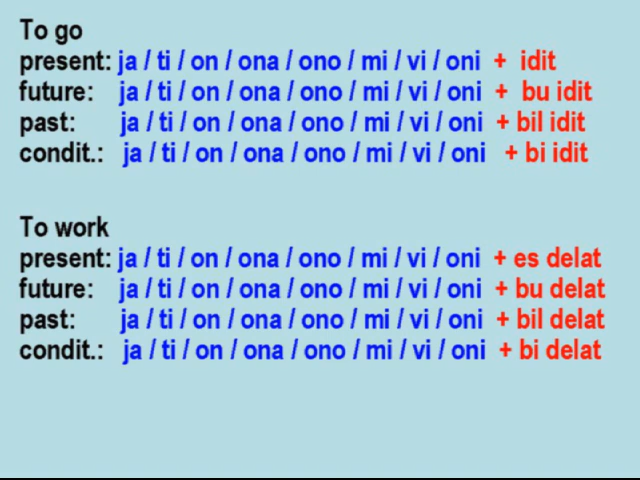 To go
present: ja / ti / on / ona / ono / mi / vi / oni + idit
future: ja / ti / on / ona / ono / mi / vi / oni + bu idit
past: ja / ti / on / ona / ono / mi / vi / oni + bil idit
condit.: ja / ti / on / ona / ono / mi / vi / oni + bi idit
To work
present: ja / ti / on / ona / ono / mi / vi / oni + es delat
future: ja / ti / on / ona / ono / mi / vi / oni + bu delat
past: ja / ti / on / ona / ono / mi / vi / oni + bil delat
condit.: ja / ti / on / ona / ono / mi / vi / oni + bi delat